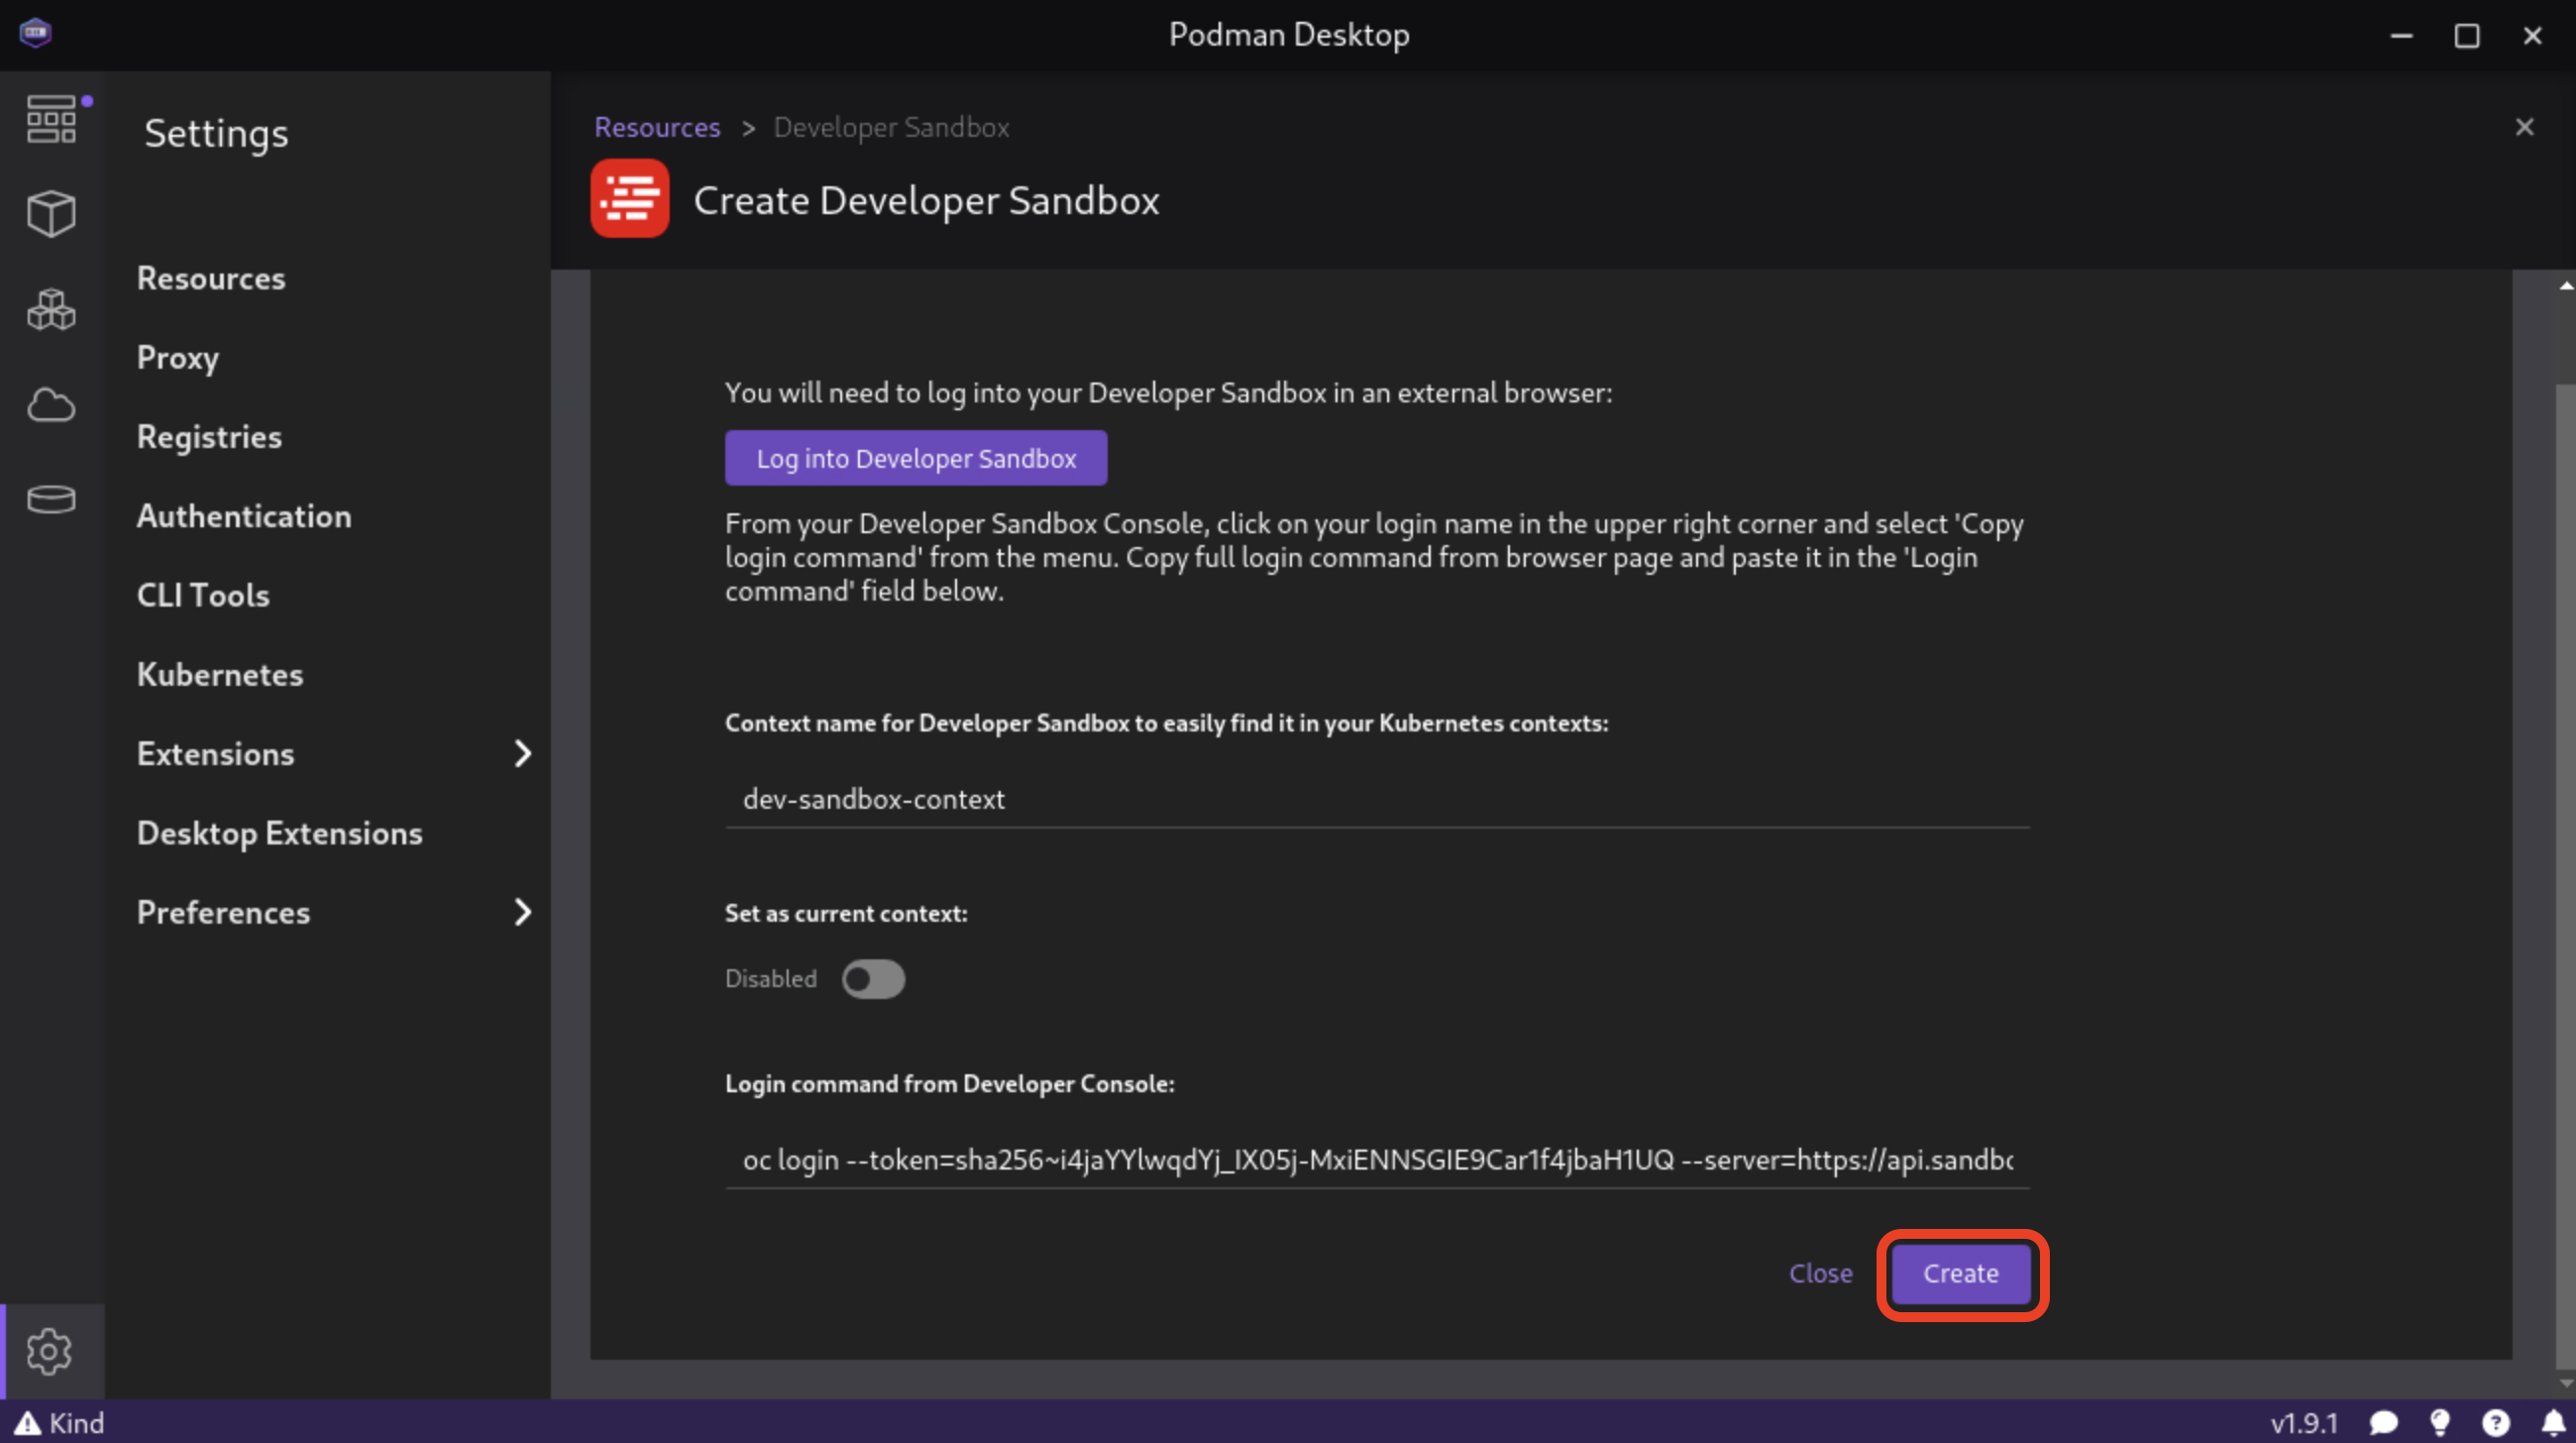 Podman Desktop
Settings
Resources
Proxy
Registries
Authentication
CLI Tools
Kubernetes
Extensions
Desktop Extensions
Preferences
Resources > Developer Sandbox
Create Developer Sandbox
You will need to log into your Developer Sandbox in an external browser:
Log into Developer Sandbox
From your Developer Sandbox Console, click on your login name in the upper right corner and select 'Copy
login command' from the menu. Copy full login command from browser page and paste it in the 'Login
command' field below.
Context name for Developer Sandbox to easily find it in your Kubernetes contexts:
dev-sandbox-context
Set as current context:
Disabled
Login command from Developer Console:
oc login --token=sha256~i4jaYYlwqdYj_IX05j-MxiENNSGIE9Car1f4jbaH1UQ --server=https://api.sandbo
Close
Create
Kind
v1.9.1